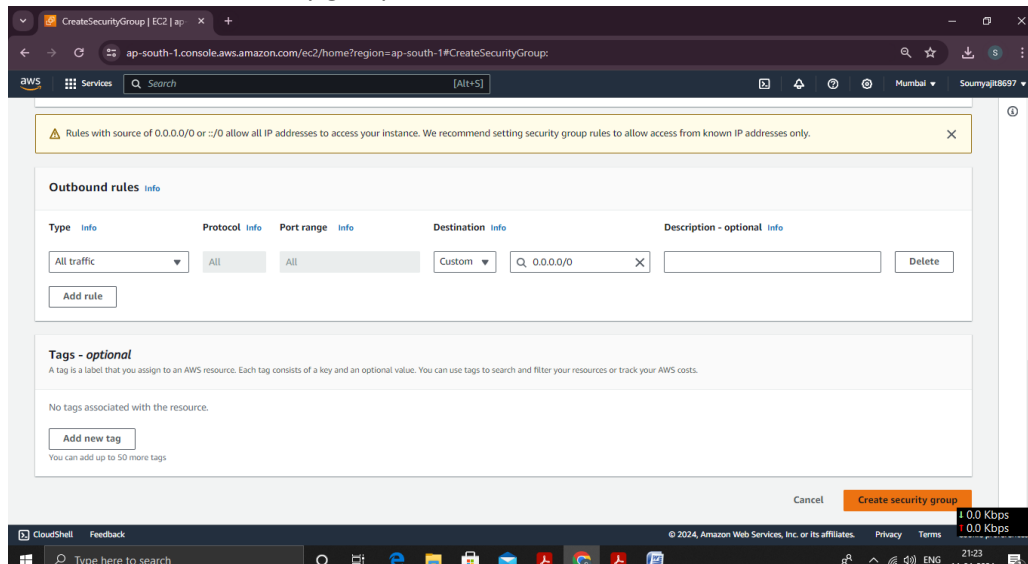 CreateSecurityGroup | EC2 | ap-
ap-south-1.console.aws.amazon.com/ec2/home?region=ap-south-1#CreateSecurityGroup:
S
aws Services Search [Alt+S] Mumbai Soumyajit8697
Rules with source of 0.0.0.0/0 or ::/0 allow all IP addresses to access your instance. We recommend setting security group rules to allow access from known IP addresses only.
Outbound rules Info
Type Info Protocol Info Port range Info Destination Info Description - optional Info
All traffic All All Custom 0.0.0.0/0 Delete
Add rule
Tags - optional
A tag is a label that you assign to an AWS resource. Each tag consists of a key and an optional value. You can use tags to search and filter your resources or track your AWS costs.
No tags associated with the resource.
Add new tag
You can add up to 50 more tags
Cancel Create security group
0.0 Kbps
0.0 Kbps
CloudShell Feedback © 2024, Amazon Web Services, Inc. or its affiliates. Privacy Terms
Type here to search ENG 21:23